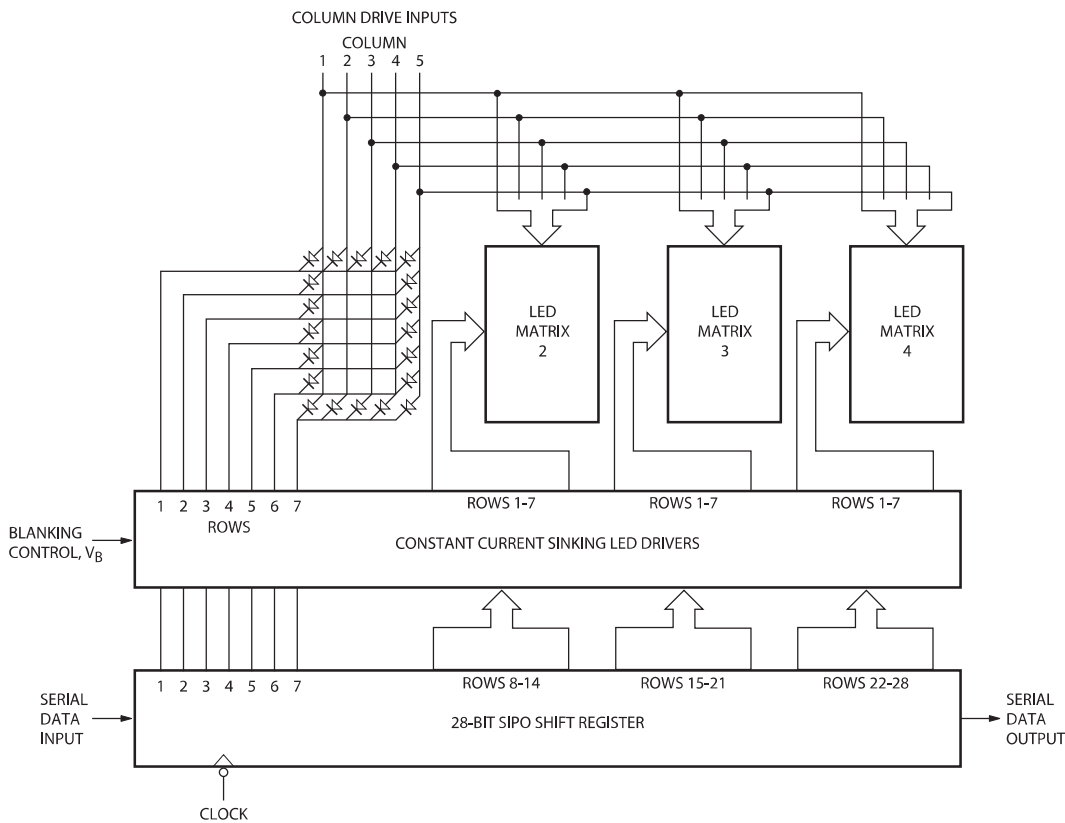 COLUMN DRIVE INPUTS
COLUMN
1 2 3 4 5
LED
MATRIX
2
LED
MATRIX
3
LED
MATRIX
4
1 2 3 4 5 6 7
ROWS
ROWS 1-7
ROWS 1-7
ROWS 1-7
BLANKING
CONTROL, VB
CONSTANT CURRENT SINKING LED DRIVERS
1 2 3 4 5 6 7
ROWS 8-14
ROWS 15-21
ROWS 22-28
SERIAL
DATA
INPUT
28-BIT SIPO SHIFT REGISTER
SERIAL
DATA
OUTPUT
CLOCK